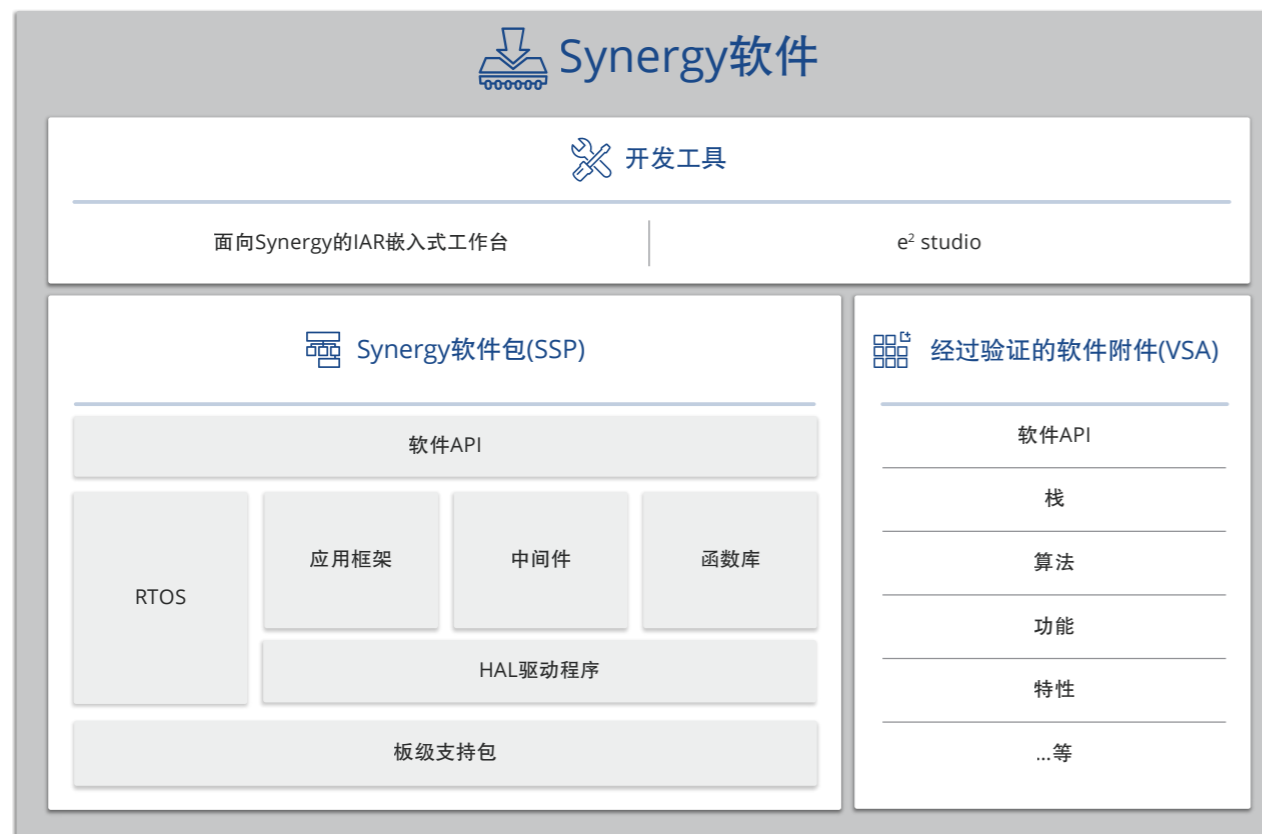 Synergy软件
开发工具
面向Synergy的IAR嵌入式工作台
e² studio
Synergy软件包(SSP)
软件API
RTOS
应用框架
中间件
函数库
HAL驱动程序
板级支持包
经过验证的软件附件(VSA)
软件API
栈
算法
功能
特性
...等